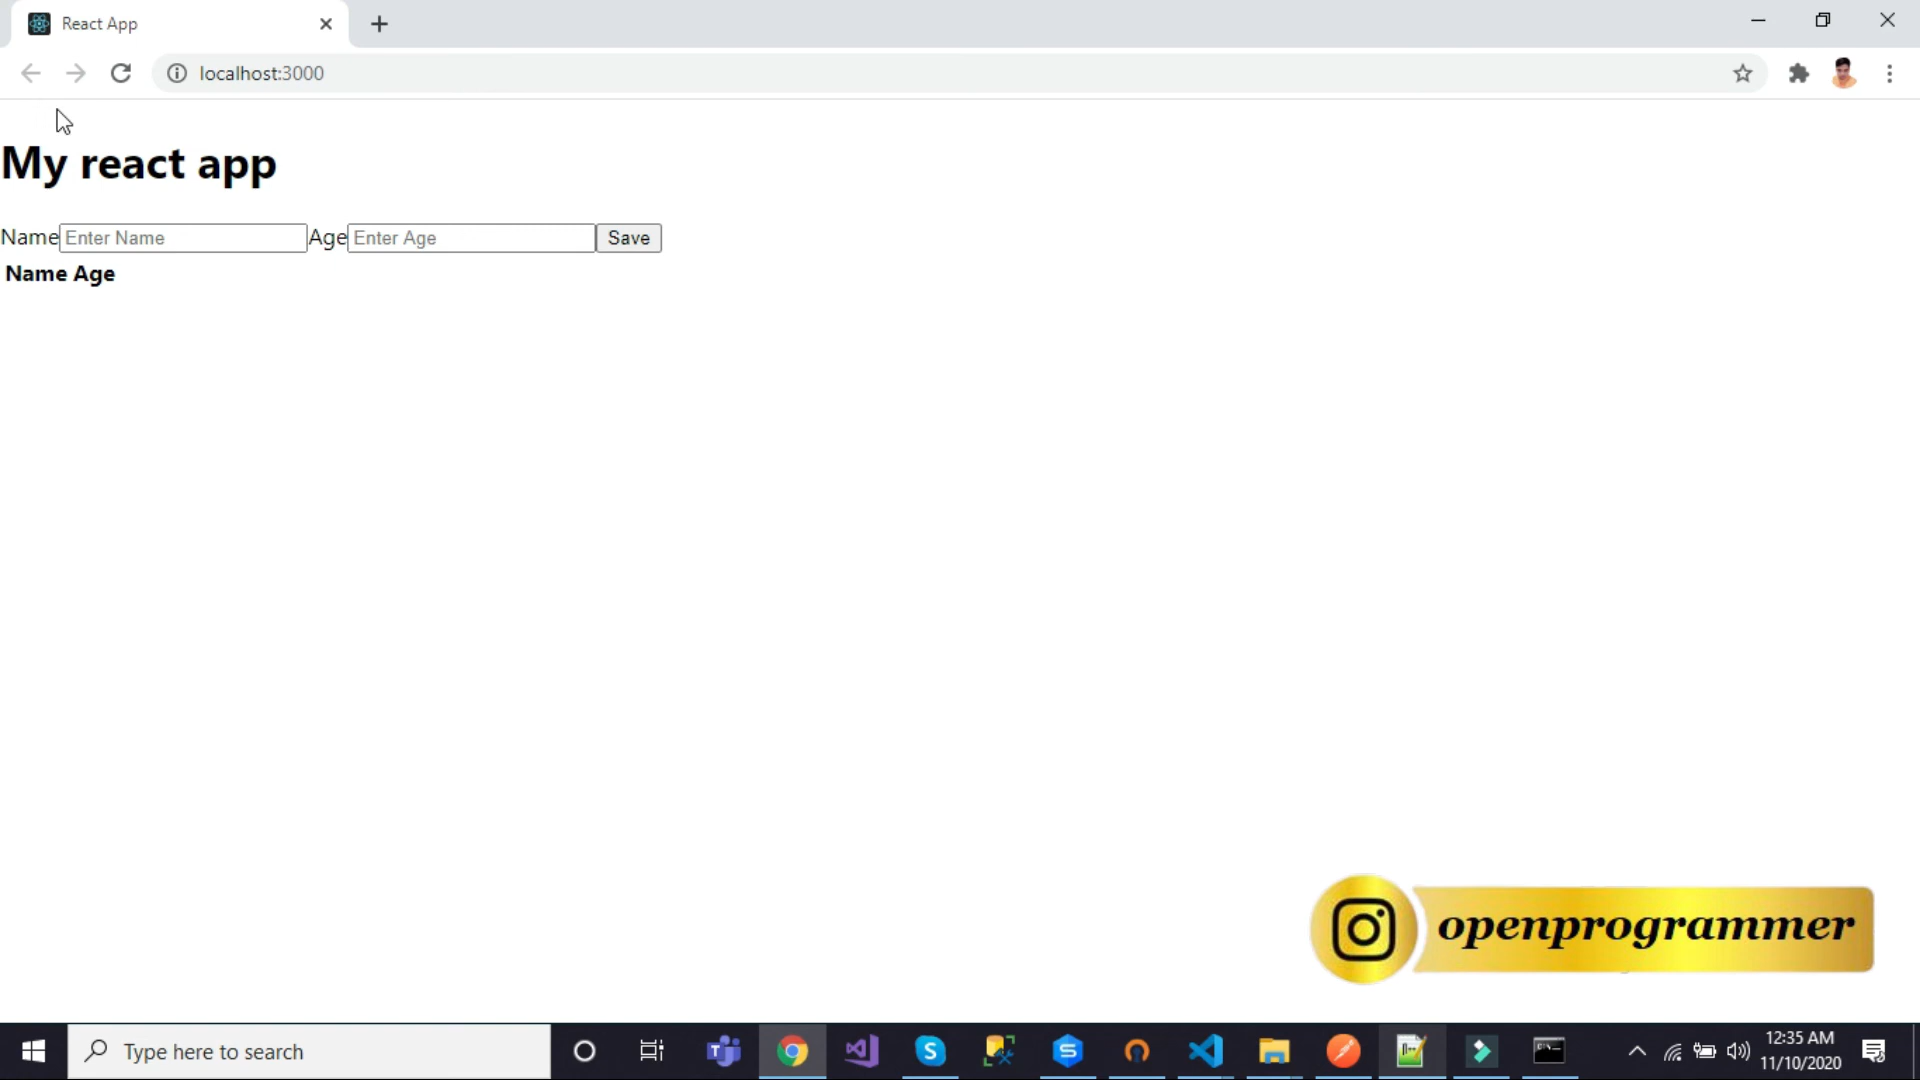 React App
localhost:3000
My react app
Name Enter Name Age Enter Age Save
Name Age
openprogrammer
Type here to search
12:35 AM
11/10/2020